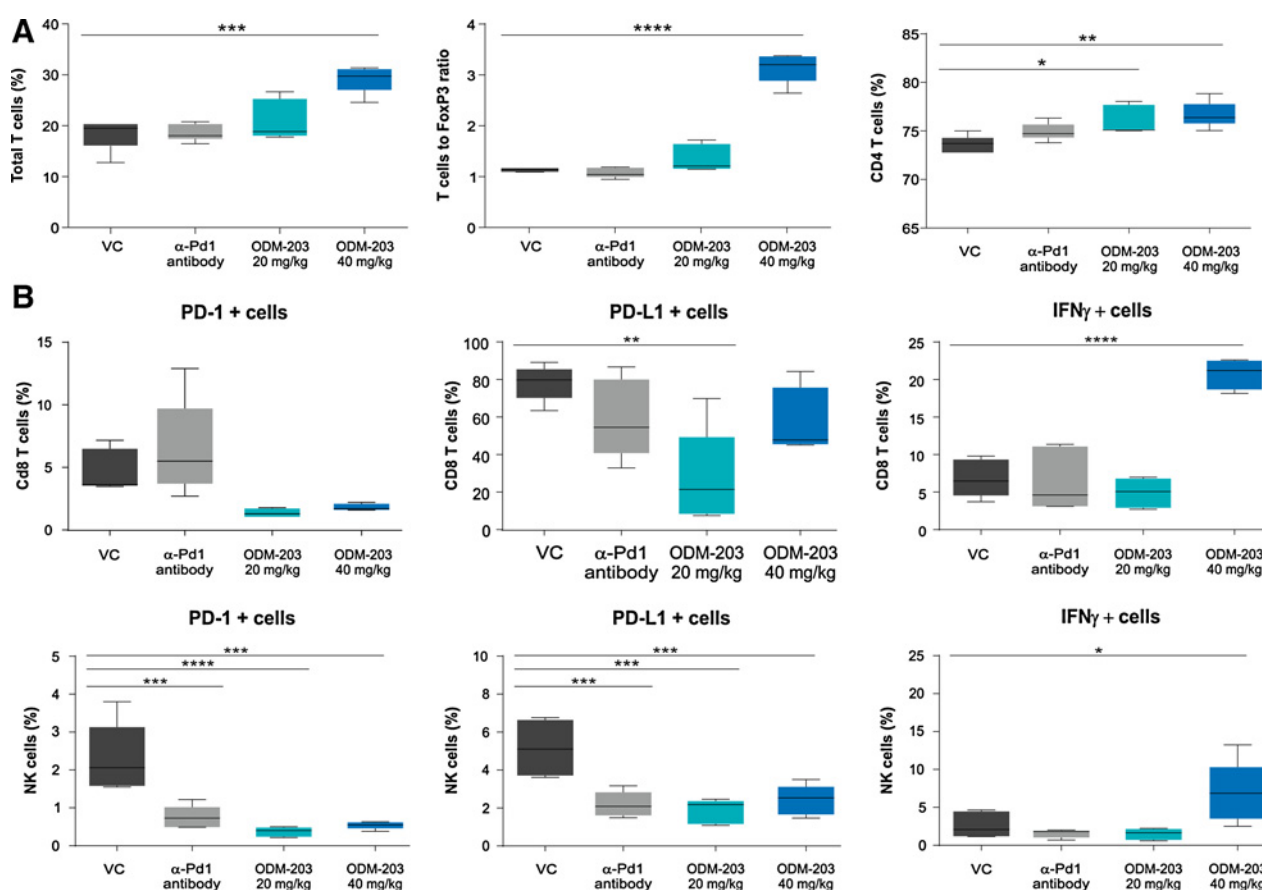 A
Total T cells (%)
40
30
20
10
0
***
VC
α-Pd1 antibody
ODM-203 20 mg/kg
ODM-203 40 mg/kg
T cells to FoxP3 ratio
4
3
2
1
0
****
VC
α-Pd1 antibody
ODM-203 20 mg/kg
ODM-203 40 mg/kg
CD4 T cells (%)
85
80
75
70
65
**
*
VC
α-Pd1 antibody
ODM-203 20 mg/kg
ODM-203 40 mg/kg
B
PD-1 + cells
Cd8 T cells (%)
15
10
5
0
VC
α-Pd1 antibody
ODM-203 20 mg/kg
ODM-203 40 mg/kg
PD-L1 + cells
CD8 T cells (%)
100
80
60
40
20
0
**
VC
α-Pd1 antibody
ODM-203 20 mg/kg
ODM-203 40 mg/kg
IFNγ + cells
CD8 T cells (%)
25
20
15
10
5
0
****
VC
α-Pd1 antibody
ODM-203 20 mg/kg
ODM-203 40 mg/kg
PD-1 + cells
NK cells (%)
5
4
3
2
1
0
***
****
***
VC
α-Pd1 antibody
ODM-203 20 mg/kg
ODM-203 40 mg/kg
PD-L1 + cells
NK cells (%)
10
8
6
4
2
0
***
***
***
VC
α-Pd1 antibody
ODM-203 20 mg/kg
ODM-203 40 mg/kg
IFNγ + cells
NK cells (%)
25
20
15
10
5
0
*
VC
α-Pd1 antibody
ODM-203 20 mg/kg
ODM-203 40 mg/kg